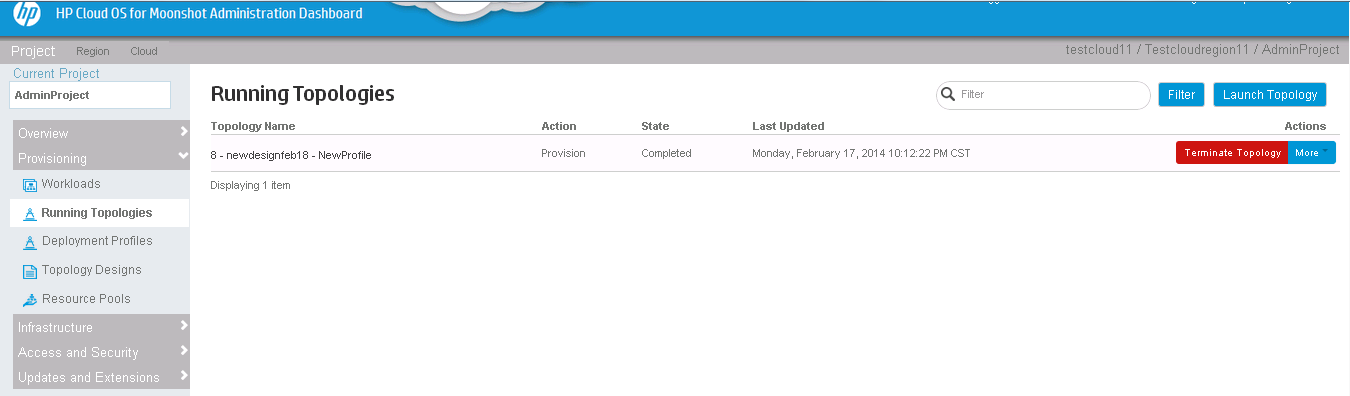 hp HP Cloud OS for Moonshot Administration Dashboard
Project Region Cloud testcloud11 / Testcloudregion11 / AdminProject
Current Project
AdminProject
Overview
Provisioning
Workloads
Running Topologies
Deployment Profiles
Topology Designs
Resource Pools
Infrastructure
Access and Security
Updates and Extensions
Running Topologies Filter Filter Launch Topology
Topology Name Action State Last Updated Actions
8 - newdesignfeb18 - NewProfile Provision Completed Monday, February 17, 2014 10:12:22 PM CST Terminate Topology More
Displaying 1 item